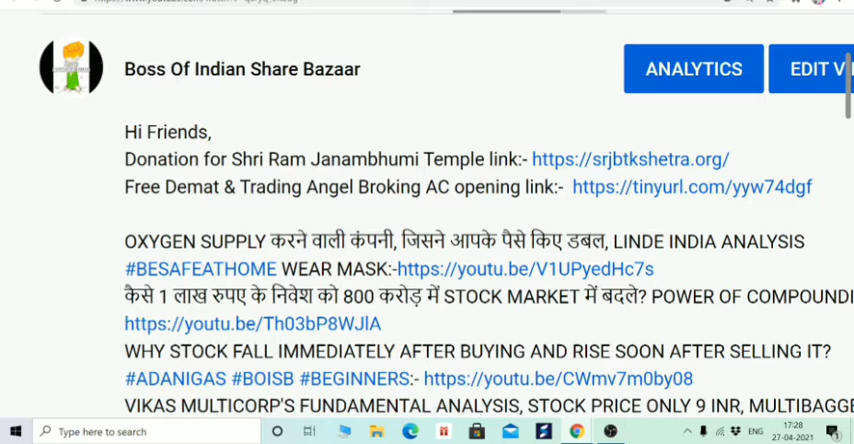 Boss Of Indian Share Bazaar
ANALYTICS
EDIT V
Hi Friends,
Donation for Shri Ram Janambhumi Temple link:- https://srjbtkshetra.org/
Free Demat & Trading Angel Broking AC opening link:- https://tinyurl.com/yyw74dgf
OXYGEN SUPPLY करने वाली कंपनी, जिसने आपके पैसे किए डबल, LINDE INDIA ANALYSIS
#BESAFEATHOME WEAR MASK:-https://youtu.be/V1UPyedHc7s
कैसे 1 लाख रुपए के निवेश को 800 करोड़ में STOCK MARKET में बदले? POWER OF COMPOUNDI
https://youtu.be/Th03bP8WJlA
WHY STOCK FALL IMMEDIATELY AFTER BUYING AND RISE SOON AFTER SELLING IT?
#ADANIGAS #BOISB #BEGINNERS:- https://youtu.be/CWmv7m0by08
VIKAS MULTICORP'S FUNDAMENTAL ANALYSIS, STOCK PRICE ONLY 9 INR, MULTIBAGGE
Type here to search
ENG
17:28
27-04-2021